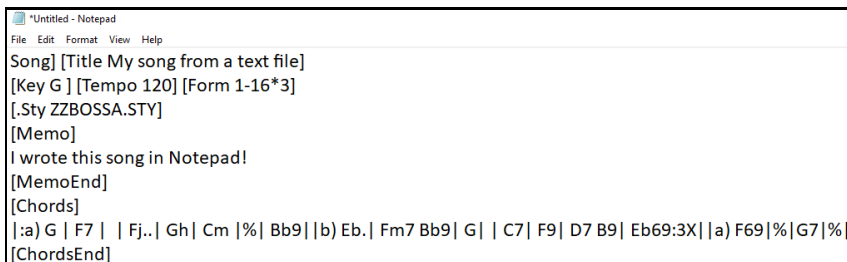 *Untitled - Notepad
File Edit Format View Help
Song] [Title My song from a text file]
[Key G ] [Tempo 120] [Form 1-16*3]
[.Sty ZZBOSSA.STY]
[Memo]
I wrote this song in Notepad!
[MemoEnd]
[Chords]
|:a) G | F7 | | Fj..| Gh| Cm |%| Bb9||b) Eb.| Fm7 Bb9| G| | C7| F9| D7 B9| Eb69:3X||a) F69|%|G7|%|
[ChordsEnd]